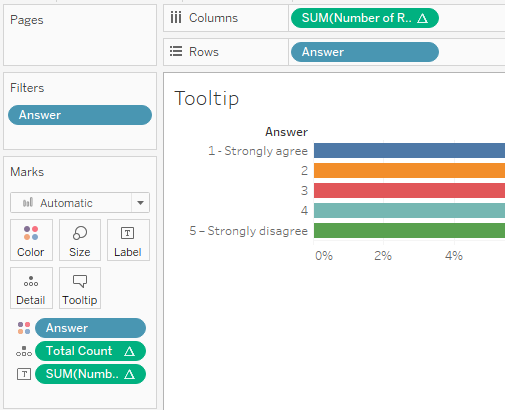 Pages
Columns
SUM(Number of R..
Rows
Answer
Filters
Answer
Marks
Automatic
Color
Size
Label
Detail
Tooltip
Answer
Total Count
SUM(Numb..
Tooltip
Answer
1 - Strongly agree
2
3
4
5 – Strongly disagree
0%
2%
4%